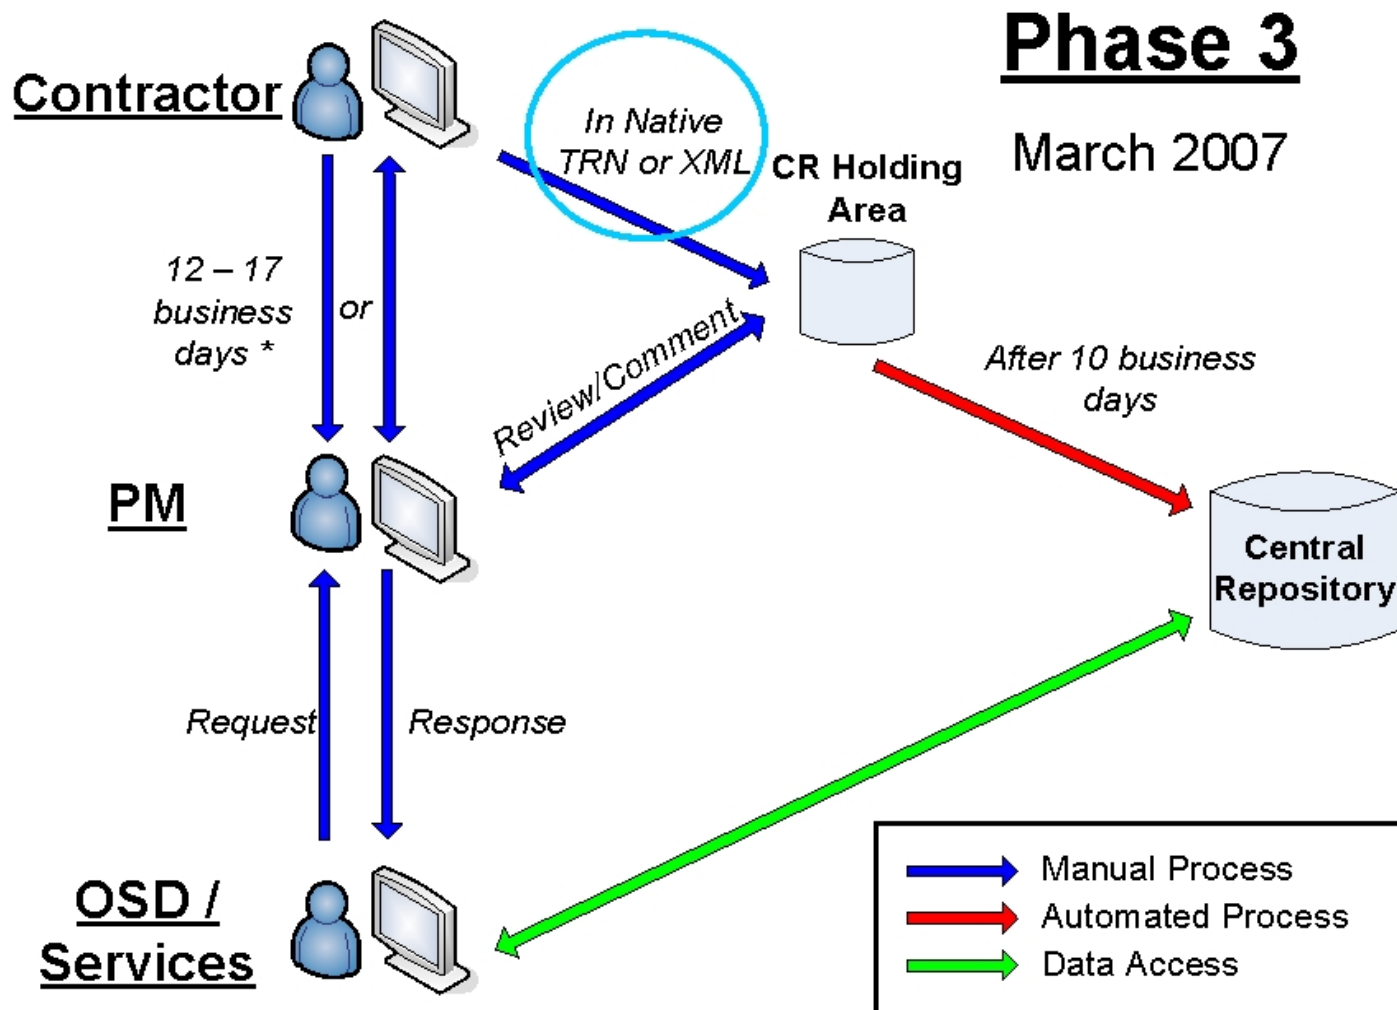 Phase 3
March 2007
Contractor
In Native
TRN or XML
CR Holding
Area
12 – 17
business
days *
or
Review/Comment
After 10 business
days
PM
Central
Repository
Request
Response
OSD /
Services
Manual Process
Automated Process
Data Access